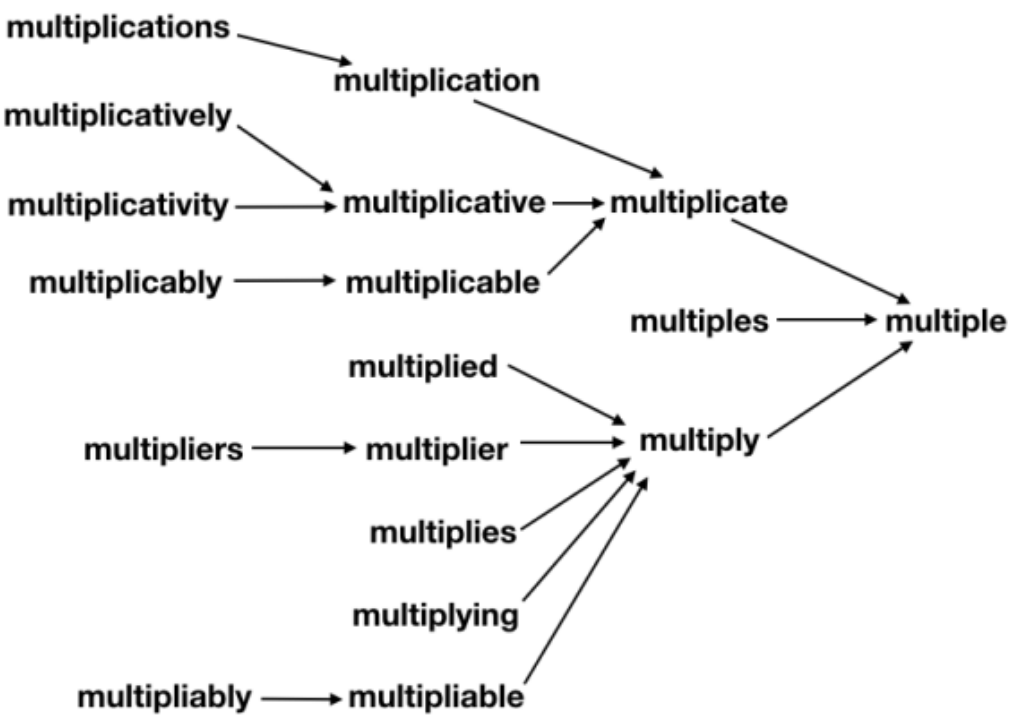 multiplications
multiplication
multiplicatively
multiplicativity multiplicative multiplicate
multiplicably multiplicable
multiples multiple
multiplied
multipliers multiplier multiply
multiplies
multiplying
multipliably multipliable